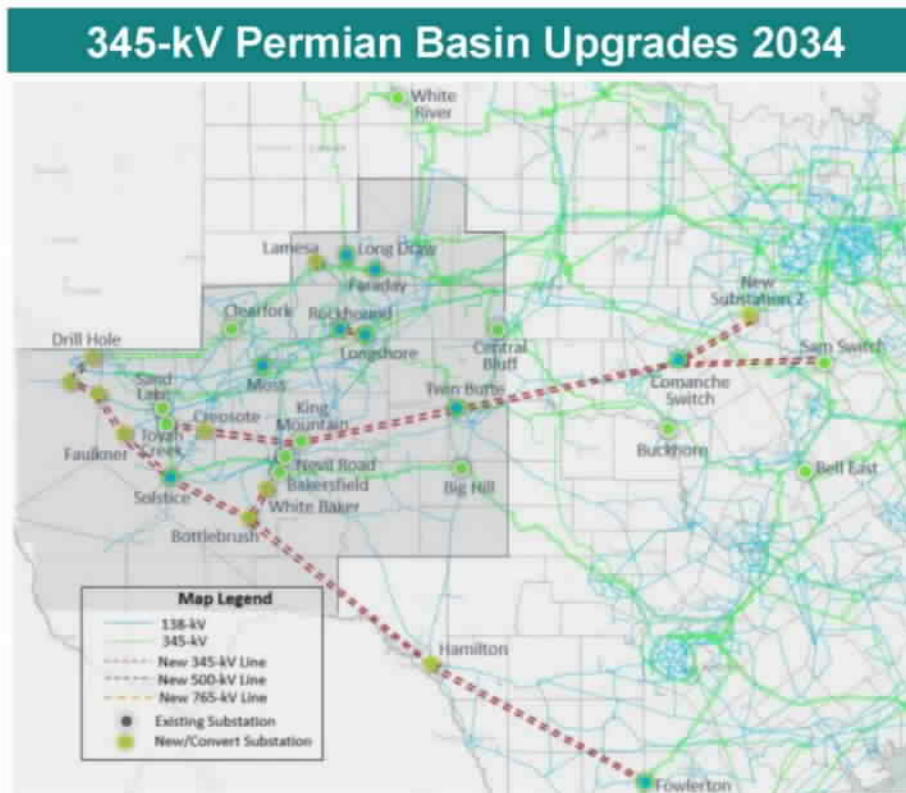 345-kV Permian Basin Upgrades 2034
White
River
Lamesa
Long Draw
Faraday
Clearfork
Rockhound
Longshore
New
Substation 2
Drill Hole
Sand
Lake
Moss
Central
Bluff
Sam Switch
Twin Butte
Comanche
Switch
King
Mountain
Creosote
Toyah
Creek
Faulkner
Nevil Road
Bakersfield
Big Hill
Buckhorn
Bell East
Solstice
White Baker
Bottlebrush
Hamilton
Fowlerton
Map Legend
138-kV
345-kV
New 345-kV Line
New 500-kV Line
New 765-kV Line
Existing Substation
New/Convert Substation